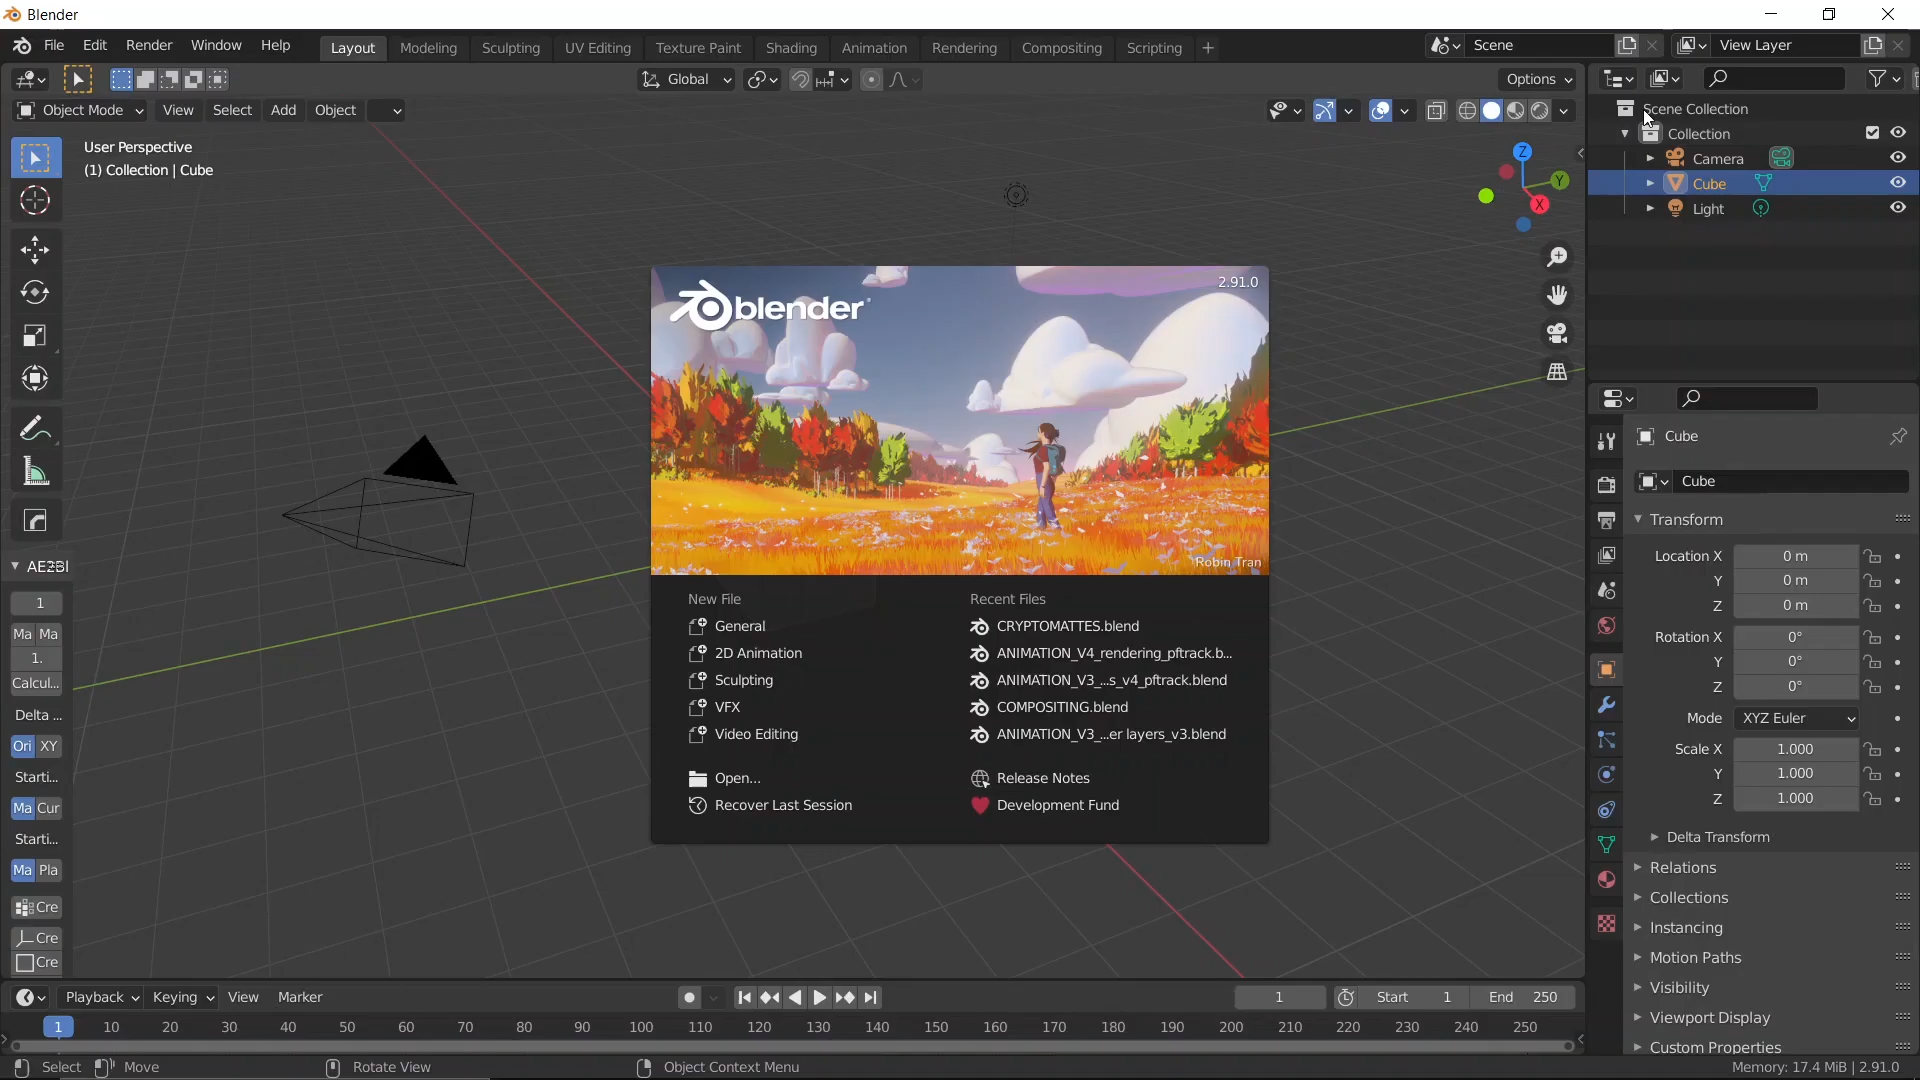 Blender
File Edit Render Window Help Layout Modeling Sculpting UV Editing Texture Paint Shading Animation Rendering Compositing Scripting + Scene View Layer
Global Options
Object Mode View Select Add Object
User Perspective
(1) Collection | Cube
Z
Y
X
Scene Collection
Collection
Camera
Cube
Light
AE2Bl
1
Ma Ma
1.
Calcul...
Delta ...
Ori XY
Starti...
Ma Cur
Starti...
Ma Pla
Cre
Cre
Cre
blender
2.91.0
Robin Tran
New File
General
2D Animation
Sculpting
VFX
Video Editing
Open...
Recover Last Session
Recent Files
CRYPTOMATTES.blend
ANIMATION_V4_rendering_pftrack.b...
ANIMATION_V3_...s_v4_pftrack.blend
COMPOSITING.blend
ANIMATION_V3_...er layers_v3.blend
Release Notes
Development Fund
Cube
Cube
Transform
Location X 0 m
Y 0 m
Z 0 m
Rotation X 0°
Y 0°
Z 0°
Mode XYZ Euler
Scale X 1.000
Y 1.000
Z 1.000
Delta Transform
Relations
Collections
Instancing
Motion Paths
Visibility
Viewport Display
Custom Properties
Playback Keying View Marker 1 Start 1 End 250
1 10 20 30 40 50 60 70 80 90 100 110 120 130 140 150 160 170 180 190 200 210 220 230 240 250
Select Move Rotate View Object Context Menu Memory: 17.4 MiB | 2.91.0